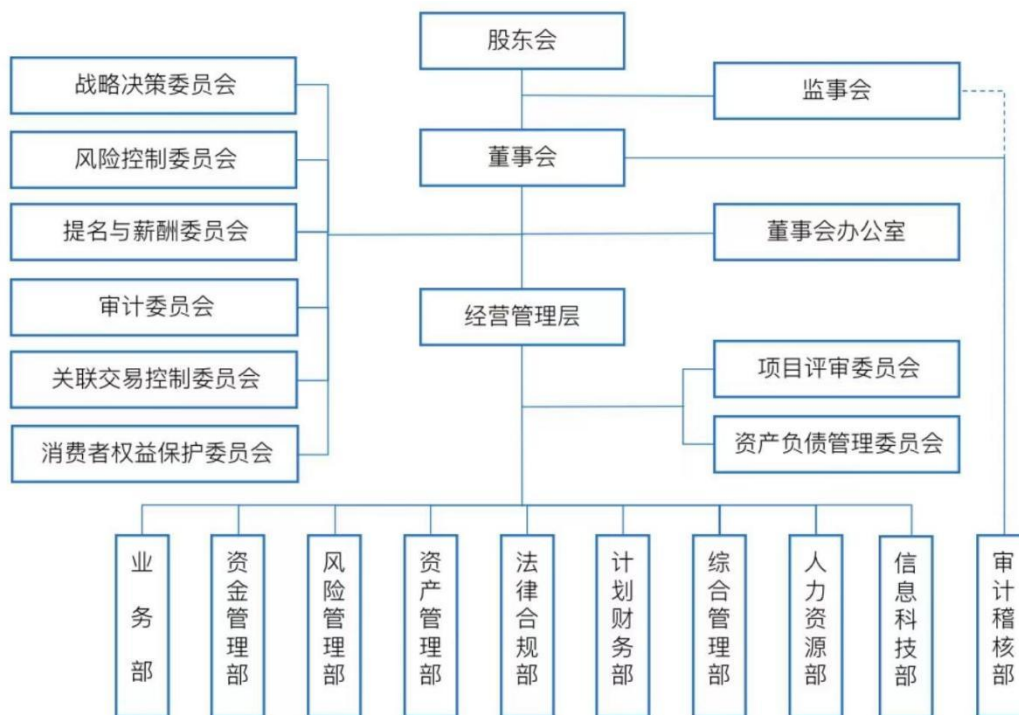 股东会
战略决策委员会
监事会
风险控制委员会
董事会
提名与薪酬委员会
董事会办公室
审计委员会
经营管理层
关联交易控制委员会
项目评审委员会
消费者权益保护委员会
资产负债管理委员会
业务部
资金管理部
风险管理部
资产管理部
法律合规部
计划财务部
综合管理部
人力资源部
信息科技部
审计稽核部